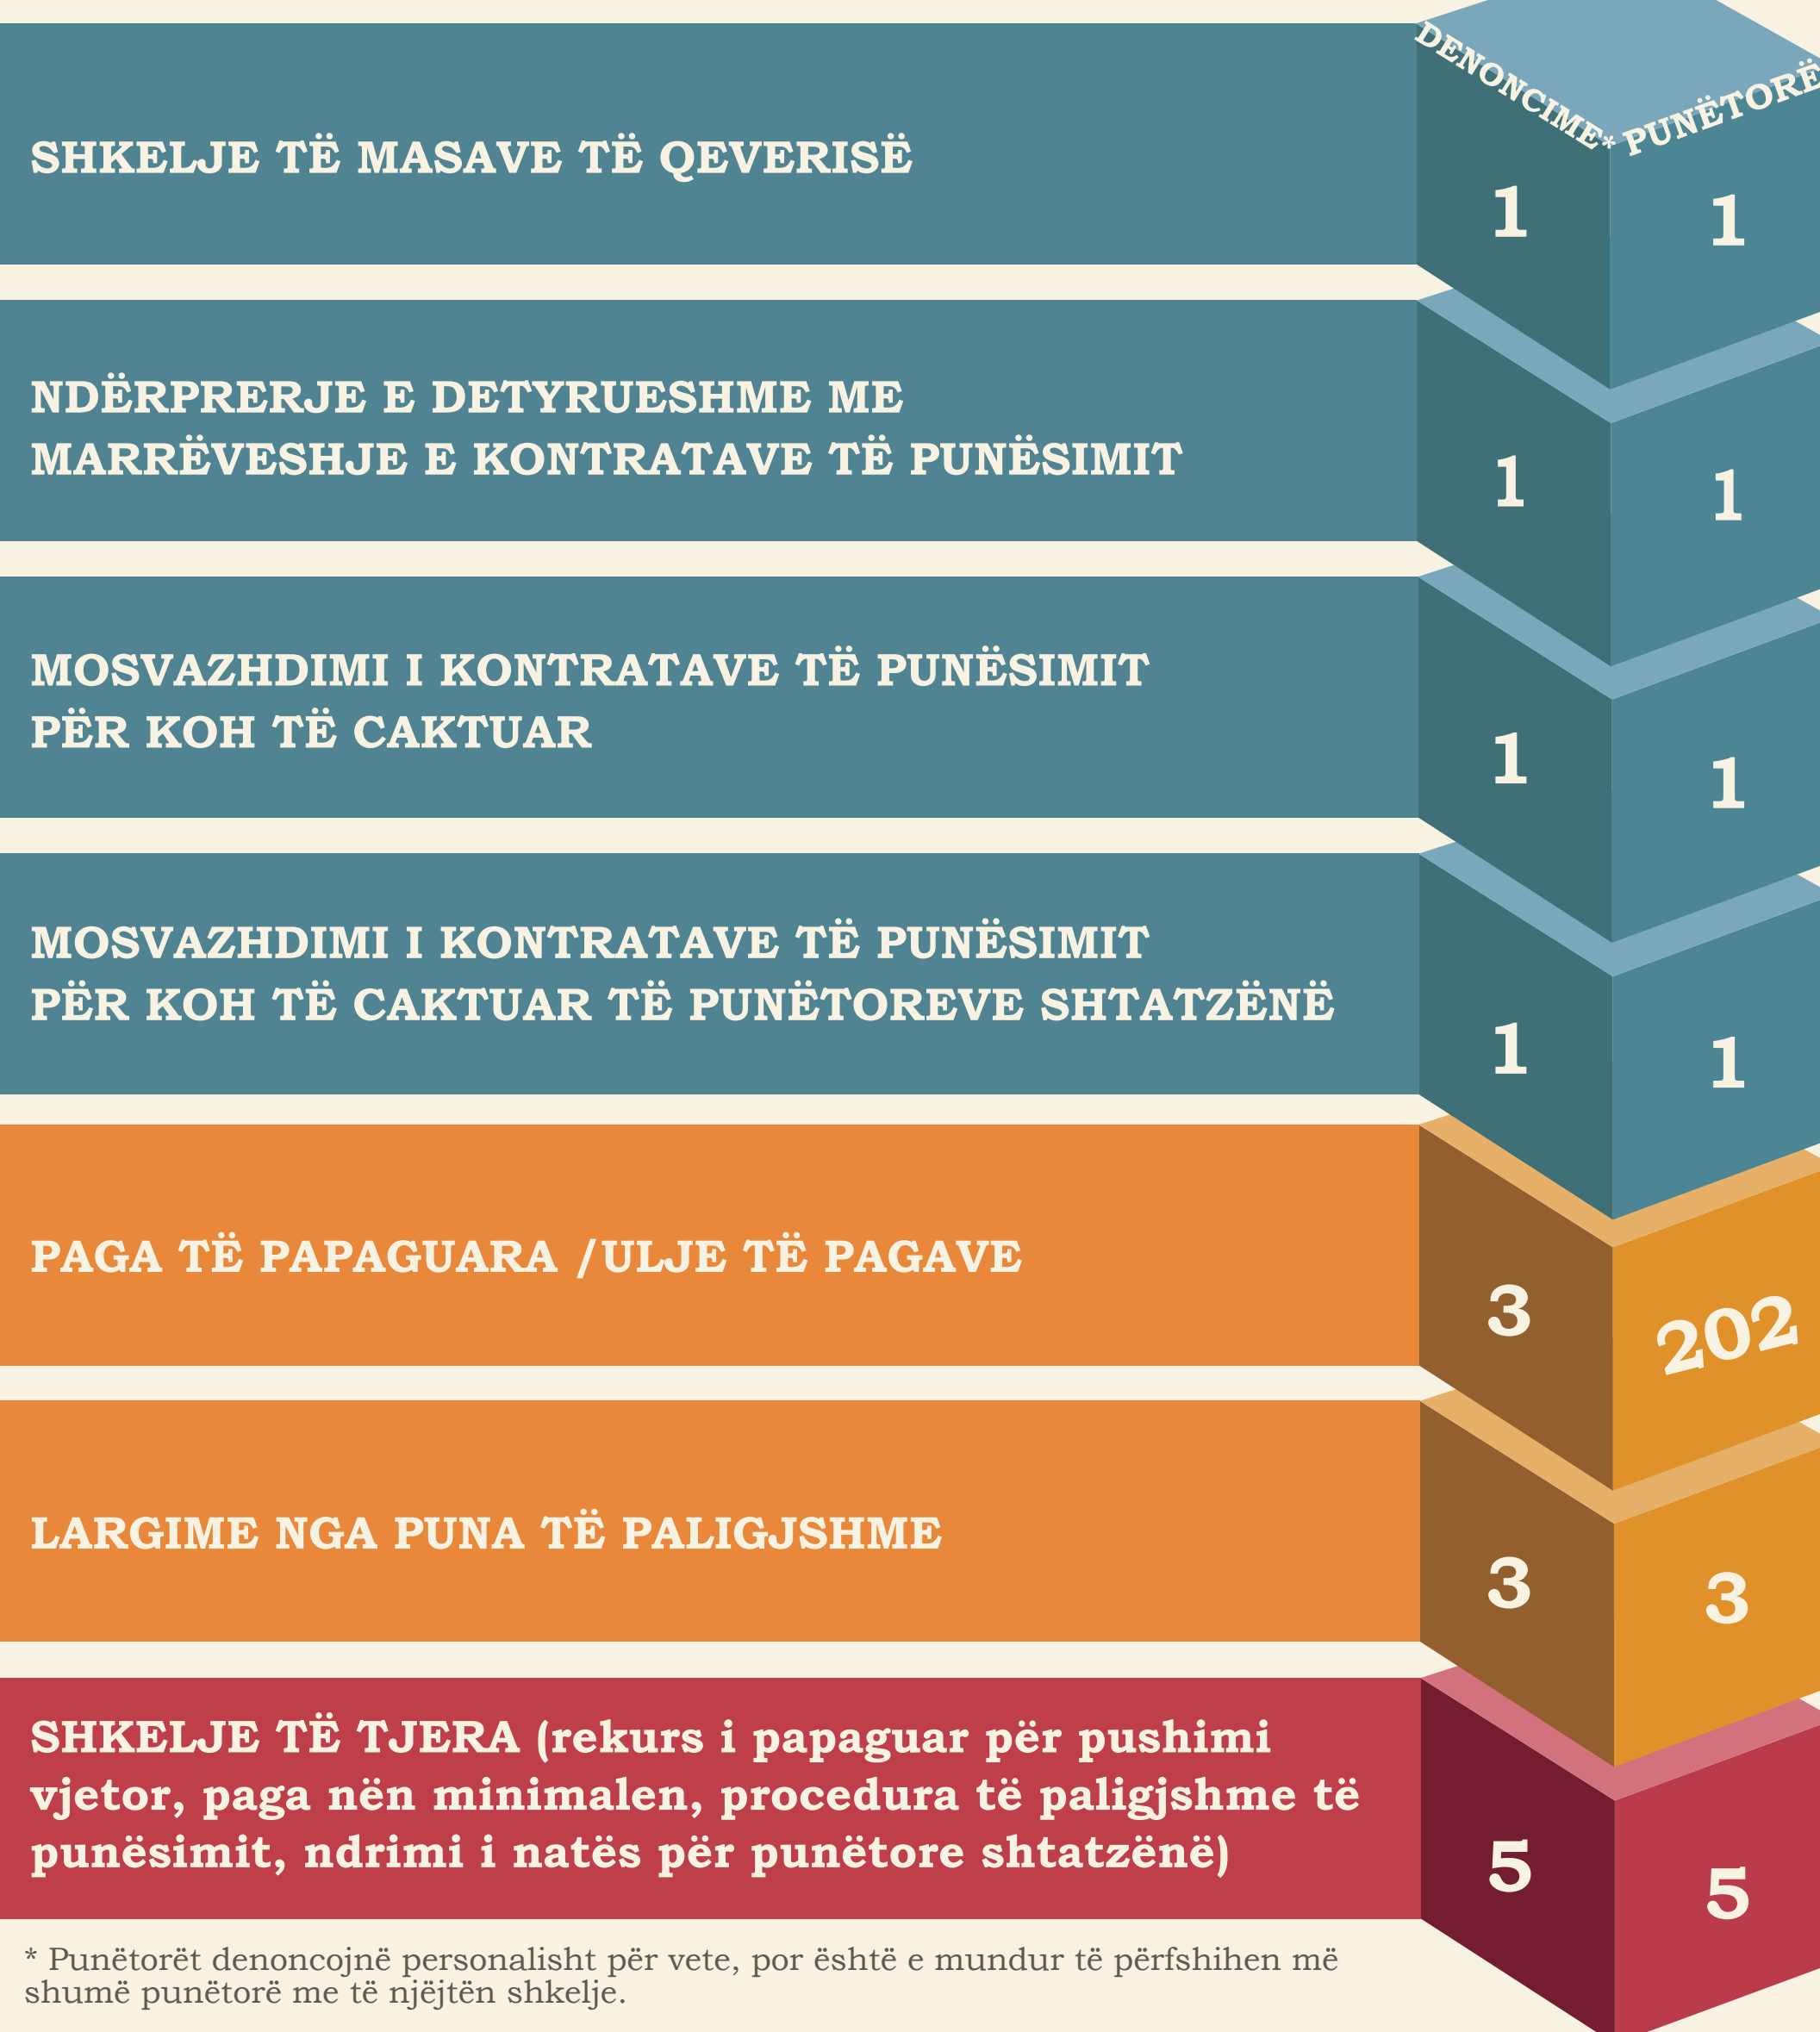 DENONCIME* PUNËTORË
SHKELJE TË MASAVE TË QEVERISË
1 1
NDËRPRERJE E DETYRUESHME ME
MARRËVESHJE E KONTRATAVE TË PUNËSIMIT
1 1
MOSVAZHDIMI I KONTRATAVE TË PUNËSIMIT
PËR KOH TË CAKTUAR
1 1
MOSVAZHDIMI I KONTRATAVE TË PUNËSIMIT
PËR KOH TË CAKTUAR TË PUNËTOREVE SHTATZËNË
1 1
PAGA TË PAPAGUARA /ULJE TË PAGAVE
3 202
LARGIME NGA PUNA TË PALIGJSHME
3 3
SHKELJE TË TJERA (rekurs i papaguar për pushimi
vjetor, paga nën minimalen, procedura të paligjshme të
punësimit, ndrimi i natës për punëtore shtatzënë)
5 5
* Punëtorët denoncojnë personalisht për vete, por është e mundur të përfshihen më
shumë punëtorë me të njëjtën shkelje.